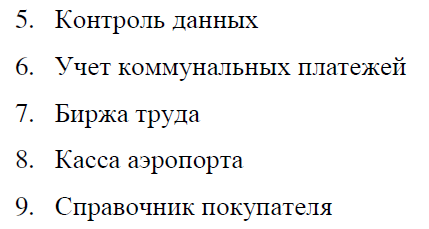 5. Контроль данных
6. Учет коммунальных платежей
7. Биржа труда
8. Касса аэропорта
9. Справочник покупателя